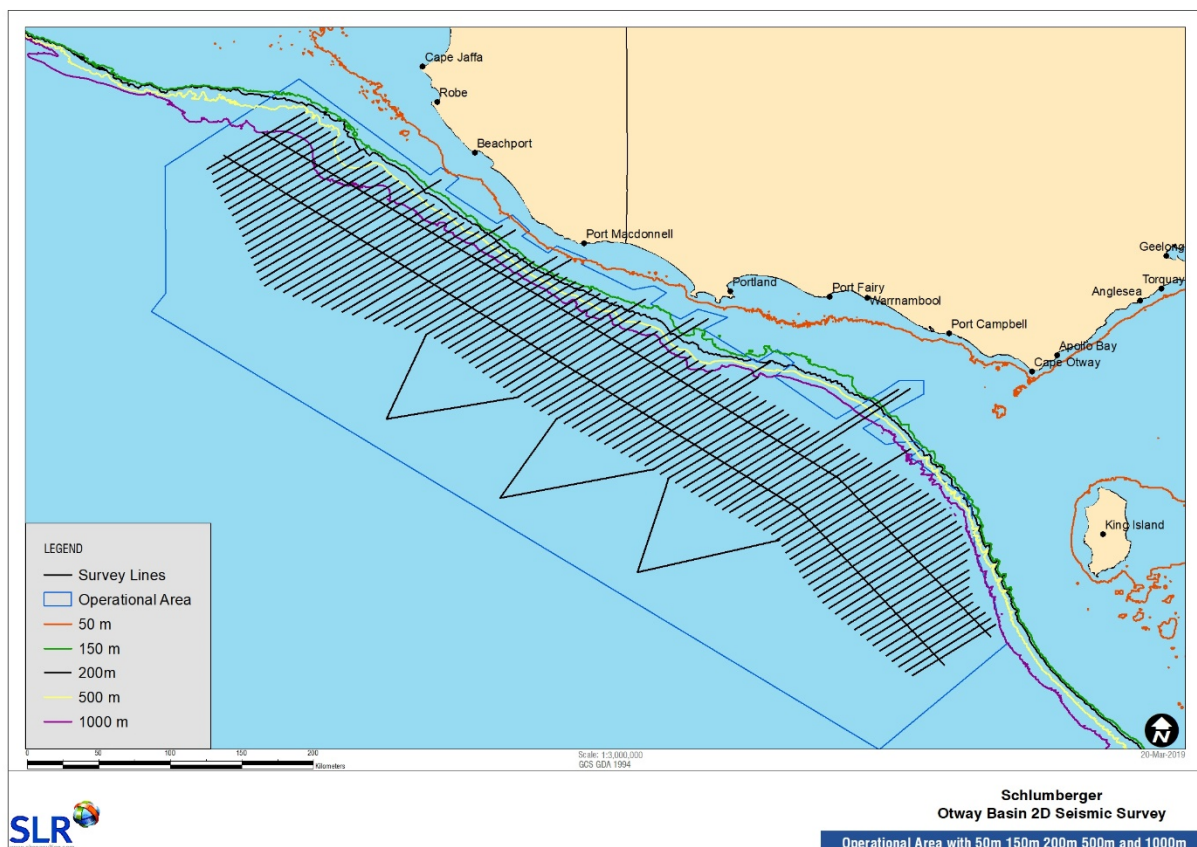 Cape Jaffa
Robe
Beachport
Port Macdonnell
Geelong
Portland
Port Fairy
Torquay
Anglesea
Warnambool
Port Campbell
Apollo Bay
Cape Otway
King Island
LEGEND
Survey Lines
Operational Area
50 m
150 m
200m
500 m
1000 m
N
0 50 100 150 200
Kilometers
Scale: 1:3,000,000
GCS GDA 1994
20-Mar-2019
Schlumberger
Otway Basin 2D Seismic Survey
SLR
Operational Area with 50m 150m 200m 500m and 1000m